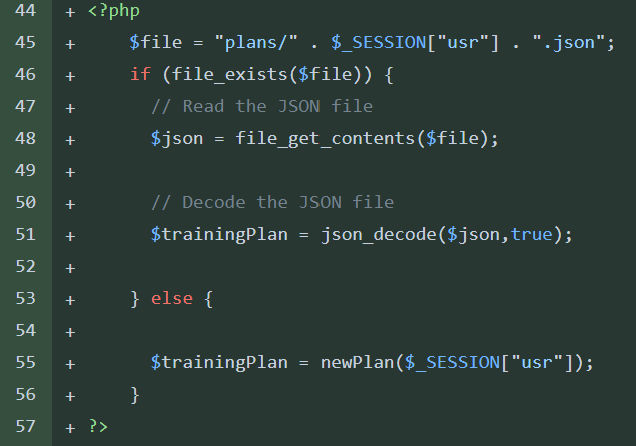 44 + <?php
45 + $file = "plans/" . $_SESSION["usr"] . ".json";
46 + if (file_exists($file)) {
47 + // Read the JSON file
48 + $json = file_get_contents($file);
49 +
50 + // Decode the JSON file
51 + $trainingPlan = json_decode($json,true);
52 +
53 + } else {
54 +
55 + $trainingPlan = newPlan($_SESSION["usr"]);
56 + }
57 + ?>